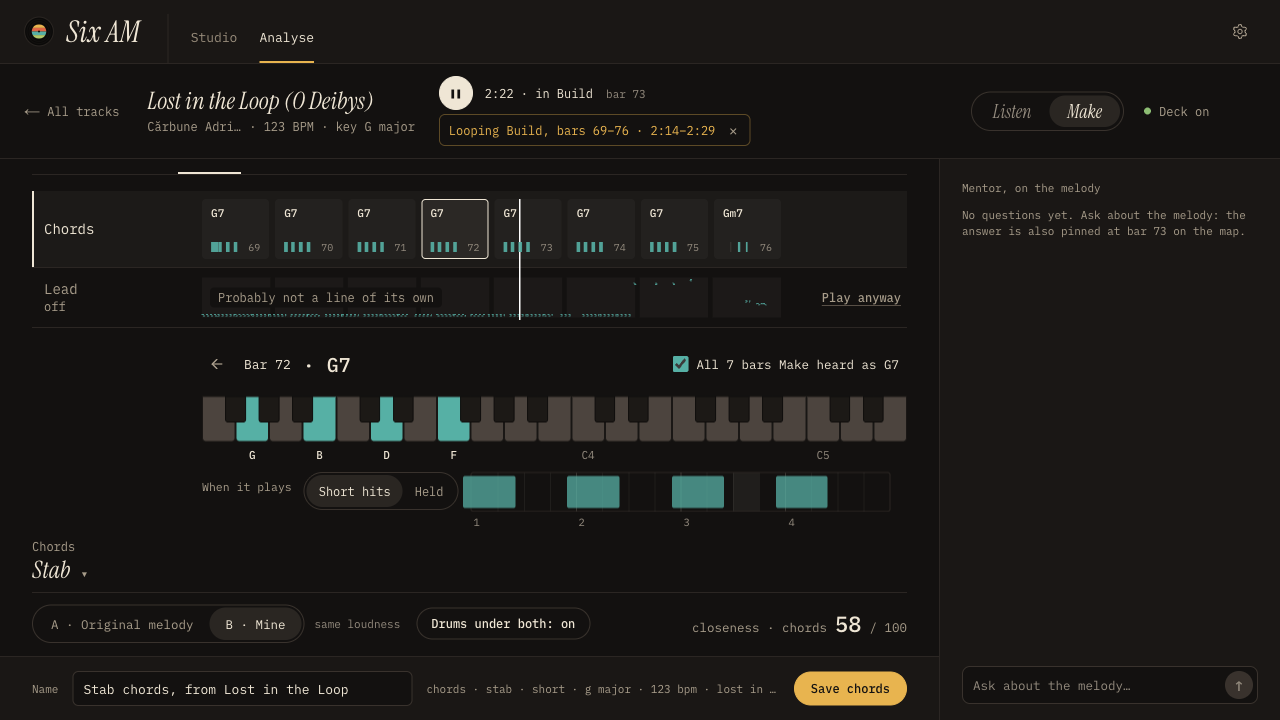 Six AM
Studio
Analyse
← All tracks
Lost in the Loop (O Deibys)
Cărbune Adri… · 123 BPM · key G major
2:22 · in Build bar 73
Looping Build, bars 69–76 · 2:14–2:29 ×
Listen
Make
Deck on
Chords
G7 69
G7 70
G7 71
G7 72
G7 73
G7 74
G7 75
Gm7 76
Lead
off
Probably not a line of its own
Play anyway
← Bar 72 • G7
All 7 bars Make heard as G7
G B D F C4 C5
When it plays
Short hits
Held
1 2 3 4
Chords
Stab ▾
A · Original melody
B · Mine
same loudness
Drums under both: on
closeness · chords 58 / 100
Name
Stab chords, from Lost in the Loop
chords · stab · short · g major · 123 bpm · lost in …
Save chords
Mentor, on the melody
No questions yet. Ask about the melody: the
answer is also pinned at bar 73 on the map.
Ask about the melody…
↑